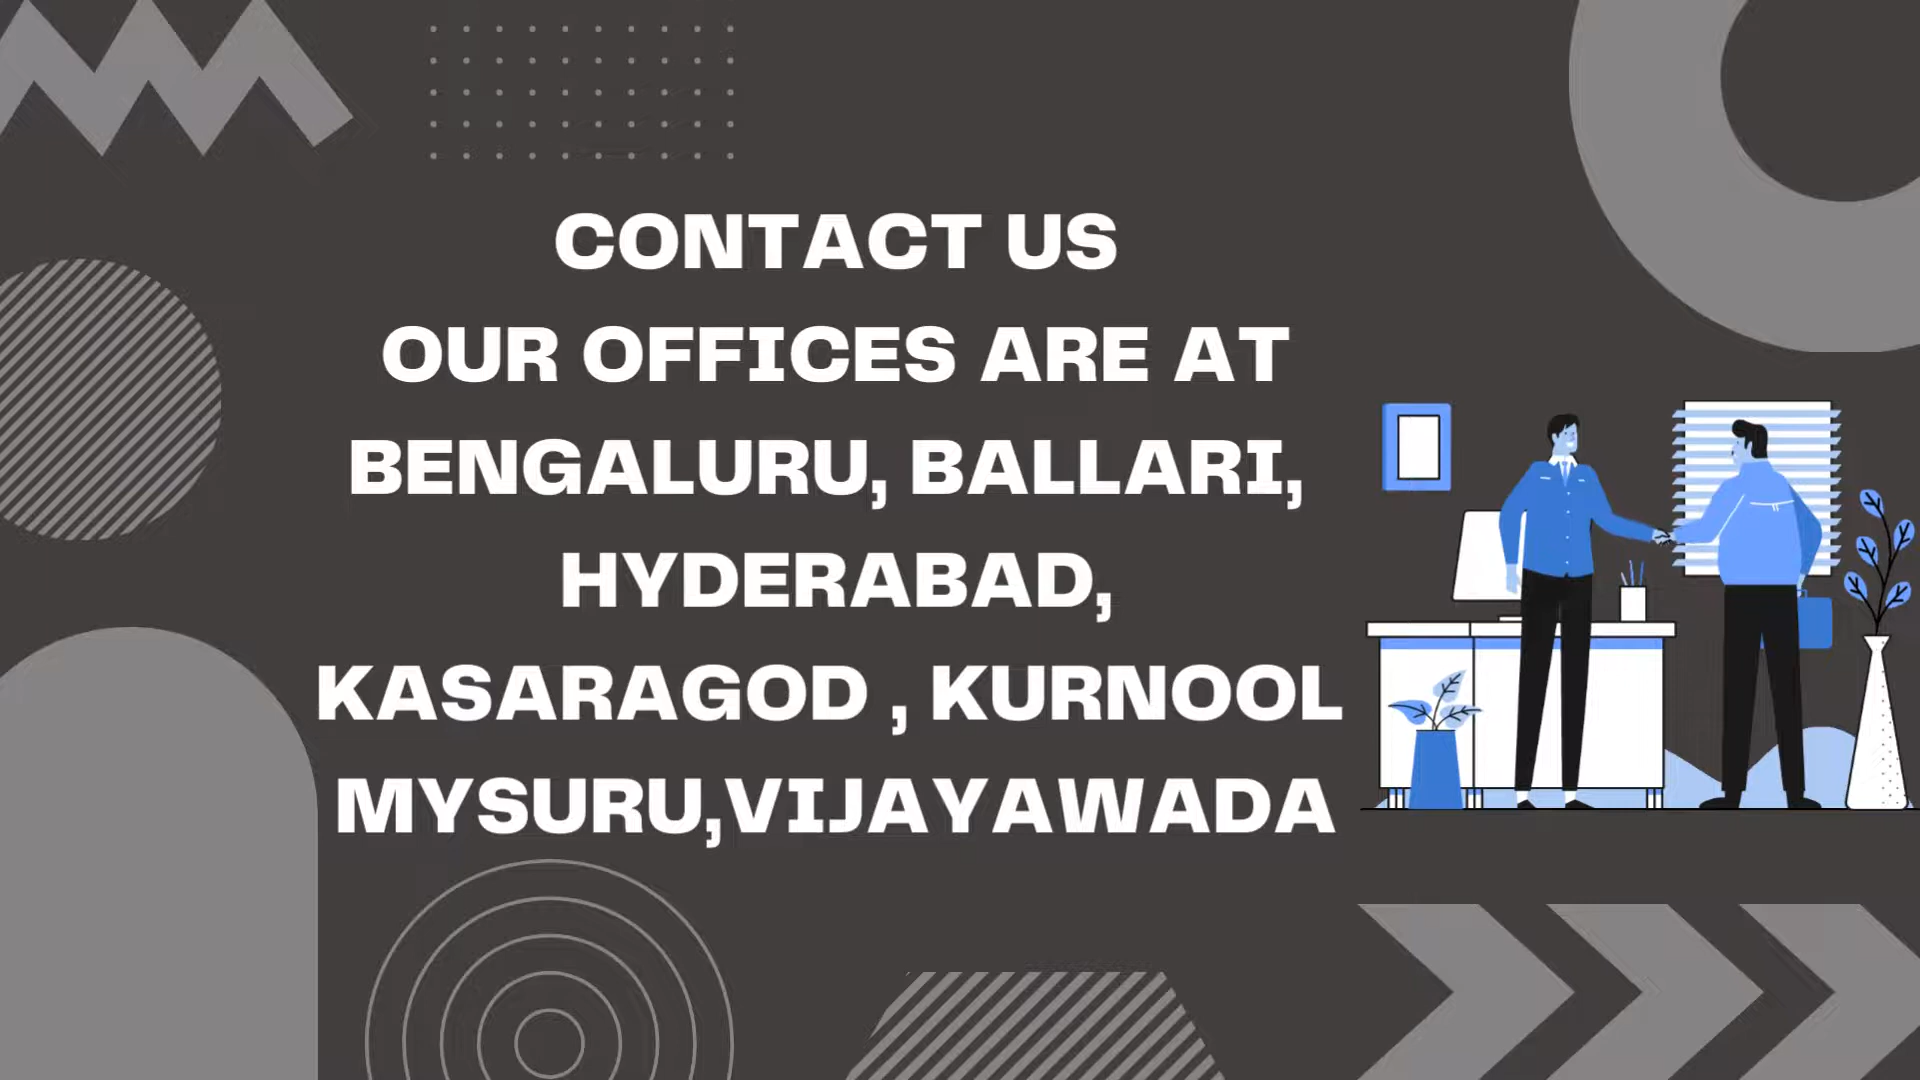 CONTACT US
OUR OFFICES ARE AT
BENGALURU, BALLARI,
HYDERABAD,
KASARAGOD , KURNOOL
MYSURU,VIJAYAWADA